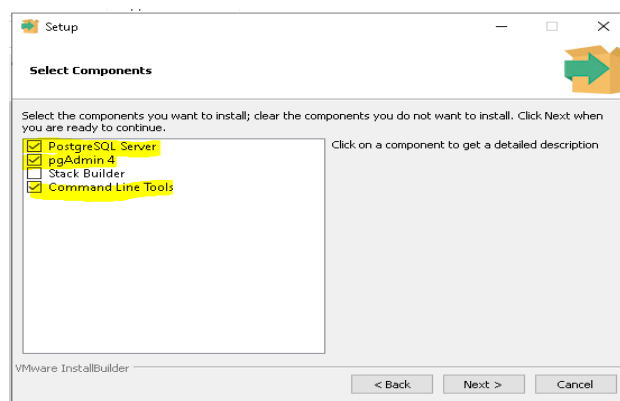 Setup
Select Components
Select the components you want to install; clear the components you do not want to install. Click Next when
you are ready to continue.
PostgreSQL Server
pgAdmin 4
Stack Builder
Command Line Tools
Click on a component to get a detailed description
VMware InstallBuilder
< Back
Next >
Cancel